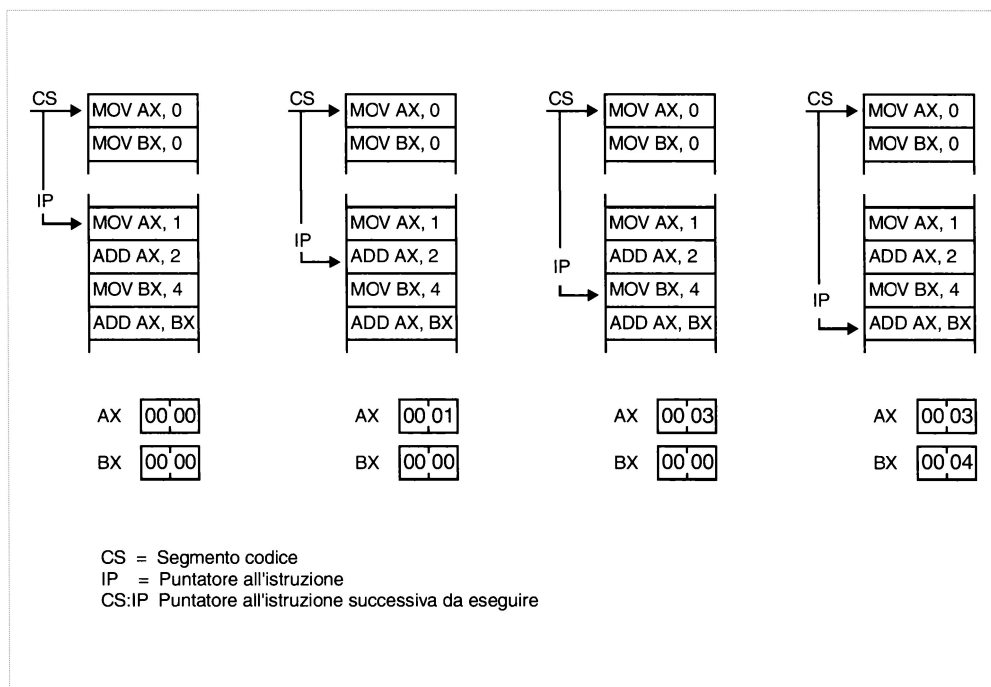 CS
MOV AX, 0
MOV BX, 0
IP
MOV AX, 1
ADD AX, 2
MOV BX, 4
ADD AX, BX
AX 00 00
BX 00 00
CS
MOV AX, 0
MOV BX, 0
IP
MOV AX, 1
ADD AX, 2
MOV BX, 4
ADD AX, BX
AX 00 01
BX 00 00
CS
MOV AX, 0
MOV BX, 0
IP
MOV AX, 1
ADD AX, 2
MOV BX, 4
ADD AX, BX
AX 00 03
BX 00 00
CS
MOV AX, 0
MOV BX, 0
IP
MOV AX, 1
ADD AX, 2
MOV BX, 4
ADD AX, BX
AX 00 03
BX 00 04
CS = Segmento codice
IP = Puntatore all'istruzione
CS:IP Puntatore all'istruzione successiva da eseguire